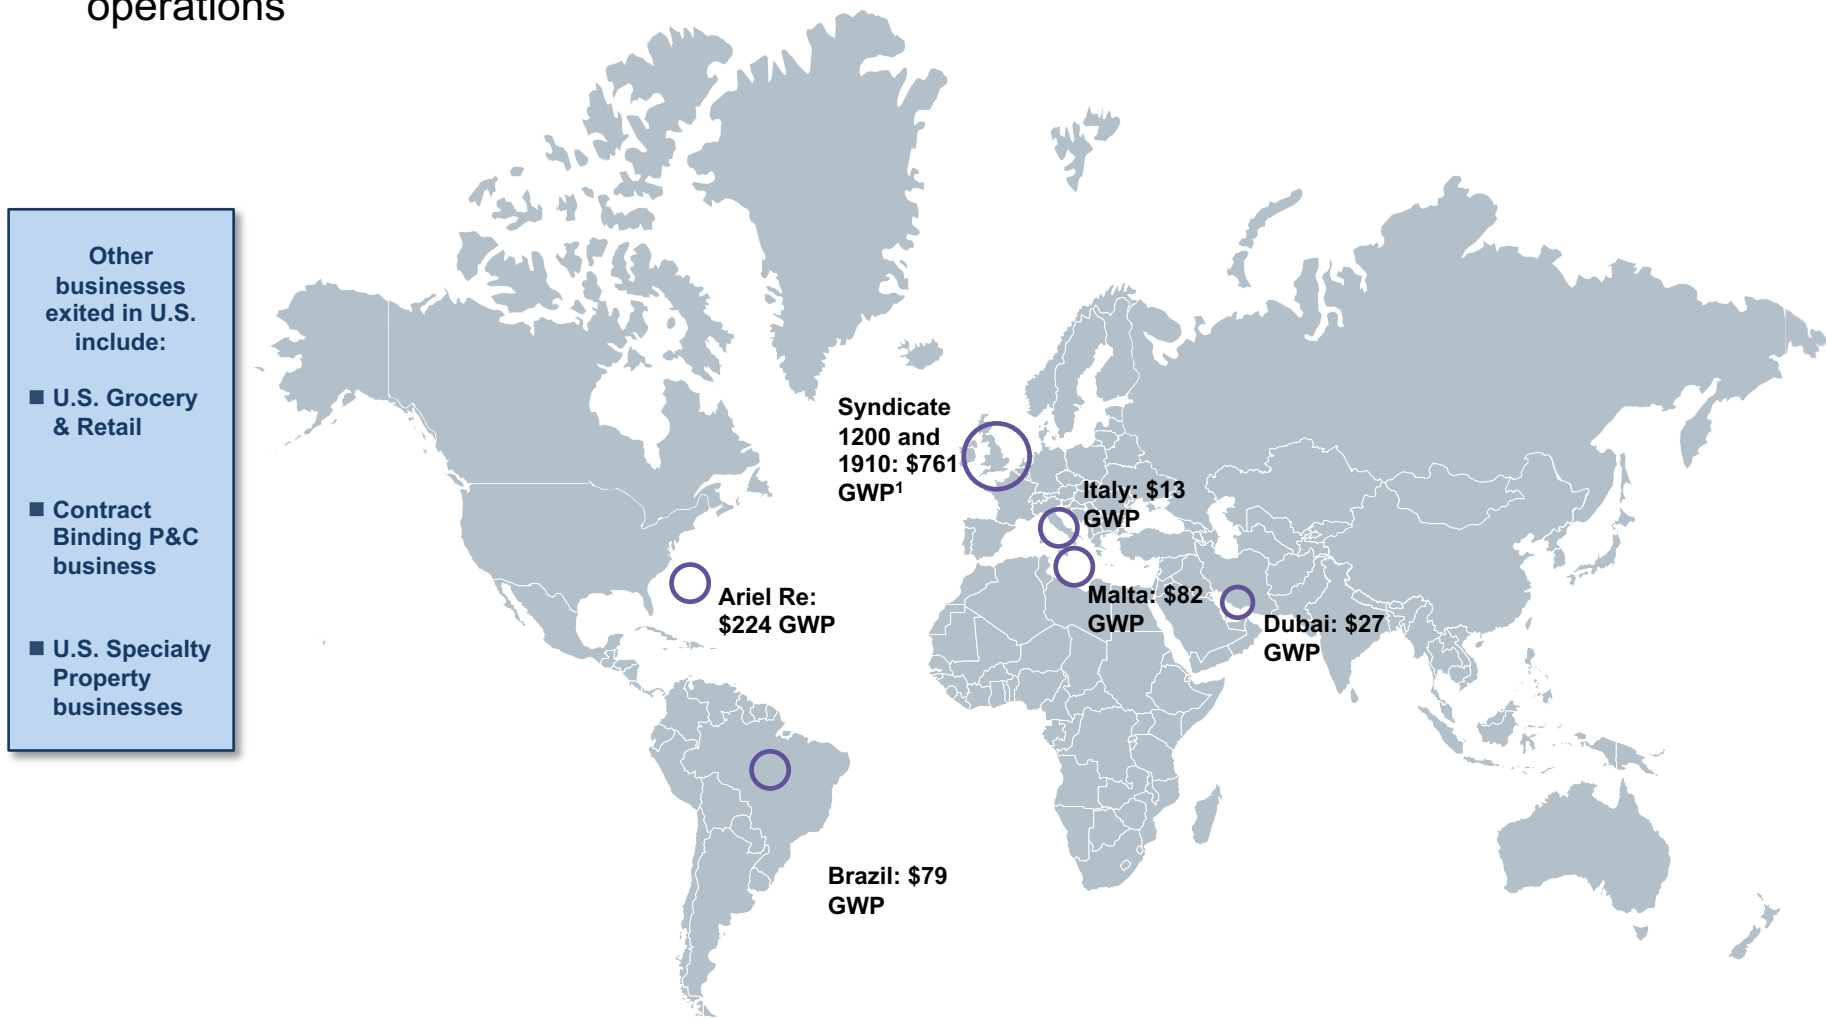 operations
Other
businesses
exited in U.S.
include:
■ U.S. Grocery
& Retail
■ Contract
Binding P&C
business
■ U.S. Specialty
Property
businesses
Syndicate
1200 and
1910: $761
GWP¹
Italy: $13
GWP
Ariel Re:
$224 GWP
Malta: $82
GWP
Dubai: $27
GWP
Brazil: $79
GWP